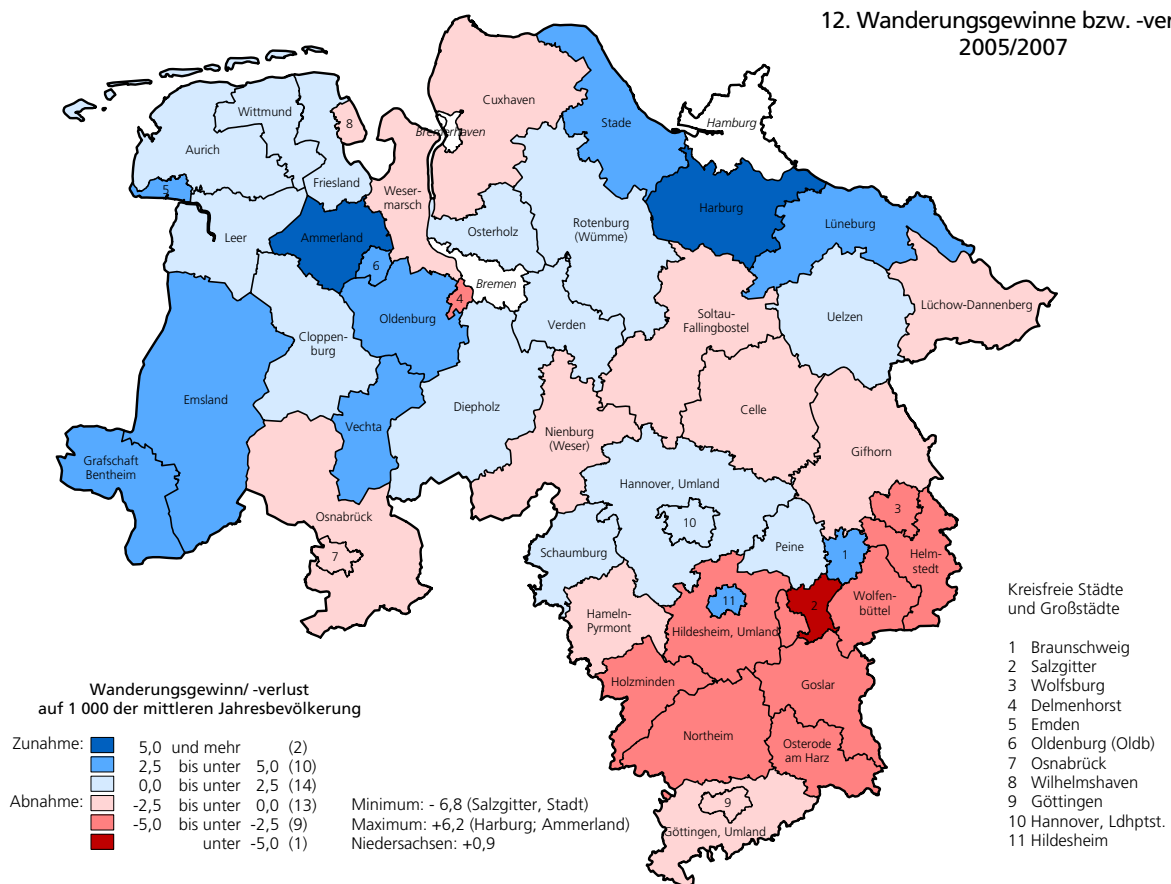 12. Wanderungsgewinne bzw. -ver
2005/2007
Cuxhaven
Wittmund
8
Bremerhaven
Stade
Hamburg
Aurich
5
Friesland
Weser-
marsch
Harburg
Lüneburg
Leer
Ammerland
Osterholz
Rotenburg
(Wümme)
6
Bremen
4
Oldenburg
Verden
Soltau-
Fallingbostel
Uelzen
Lüchow-Dannenberg
Cloppen-
burg
Emsland
Diepholz
Celle
Vechta
Nienburg
(Weser)
Gifhorn
Grafschaft
Bentheim
Hannover, Umland
3
Osnabrück
10
7
Schaumburg
Peine
1
Helm-
stedt
11
2
Wolfen-
büttel
Hameln-
Pyrmont
Hildesheim, Umland
Holzminden
Goslar
Northeim
Osterode
am Harz
9
Göttingen, Umland
Kreisfreie Städte
und Großstädte
1 Braunschweig
2 Salzgitter
3 Wolfsburg
4 Delmenhorst
5 Emden
6 Oldenburg (Oldb)
7 Osnabrück
8 Wilhelmshaven
9 Göttingen
10 Hannover, Ldhptst.
11 Hildesheim
Wanderungsgewinn/ -verlust
auf 1 000 der mittleren Jahresbevölkerung
Zunahme: 5,0 und mehr (2)
2,5 bis unter 5,0 (10)
0,0 bis unter 2,5 (14)
Abnahme: -2,5 bis unter 0,0 (13)
-5,0 bis unter -2,5 (9)
unter -5,0 (1)
Minimum: - 6,8 (Salzgitter, Stadt)
Maximum: +6,2 (Harburg; Ammerland)
Niedersachsen: +0,9